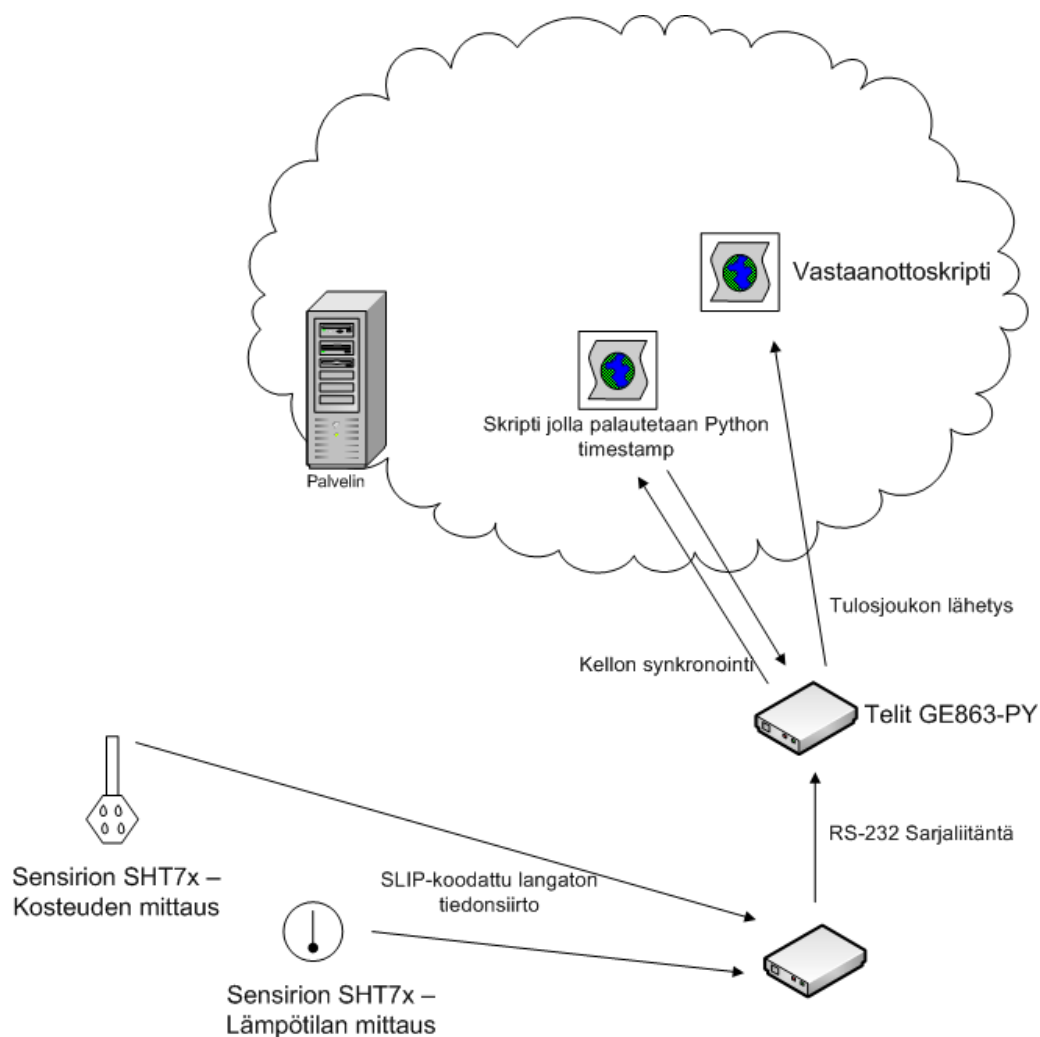 Vastaanottoskripti
Skripti jolla palautetaan Python
timestamp
Palvelin
Tulosjoukon lähetys
Kellon synkronointi
Telit GE863-PY
RS-232 Sarjaliitäntä
Sensirion SHT7x –
Kosteuden mittaus
SLIP-koodattu langaton
tiedonsiirto
Sensirion SHT7x –
Lämpötilan mittaus